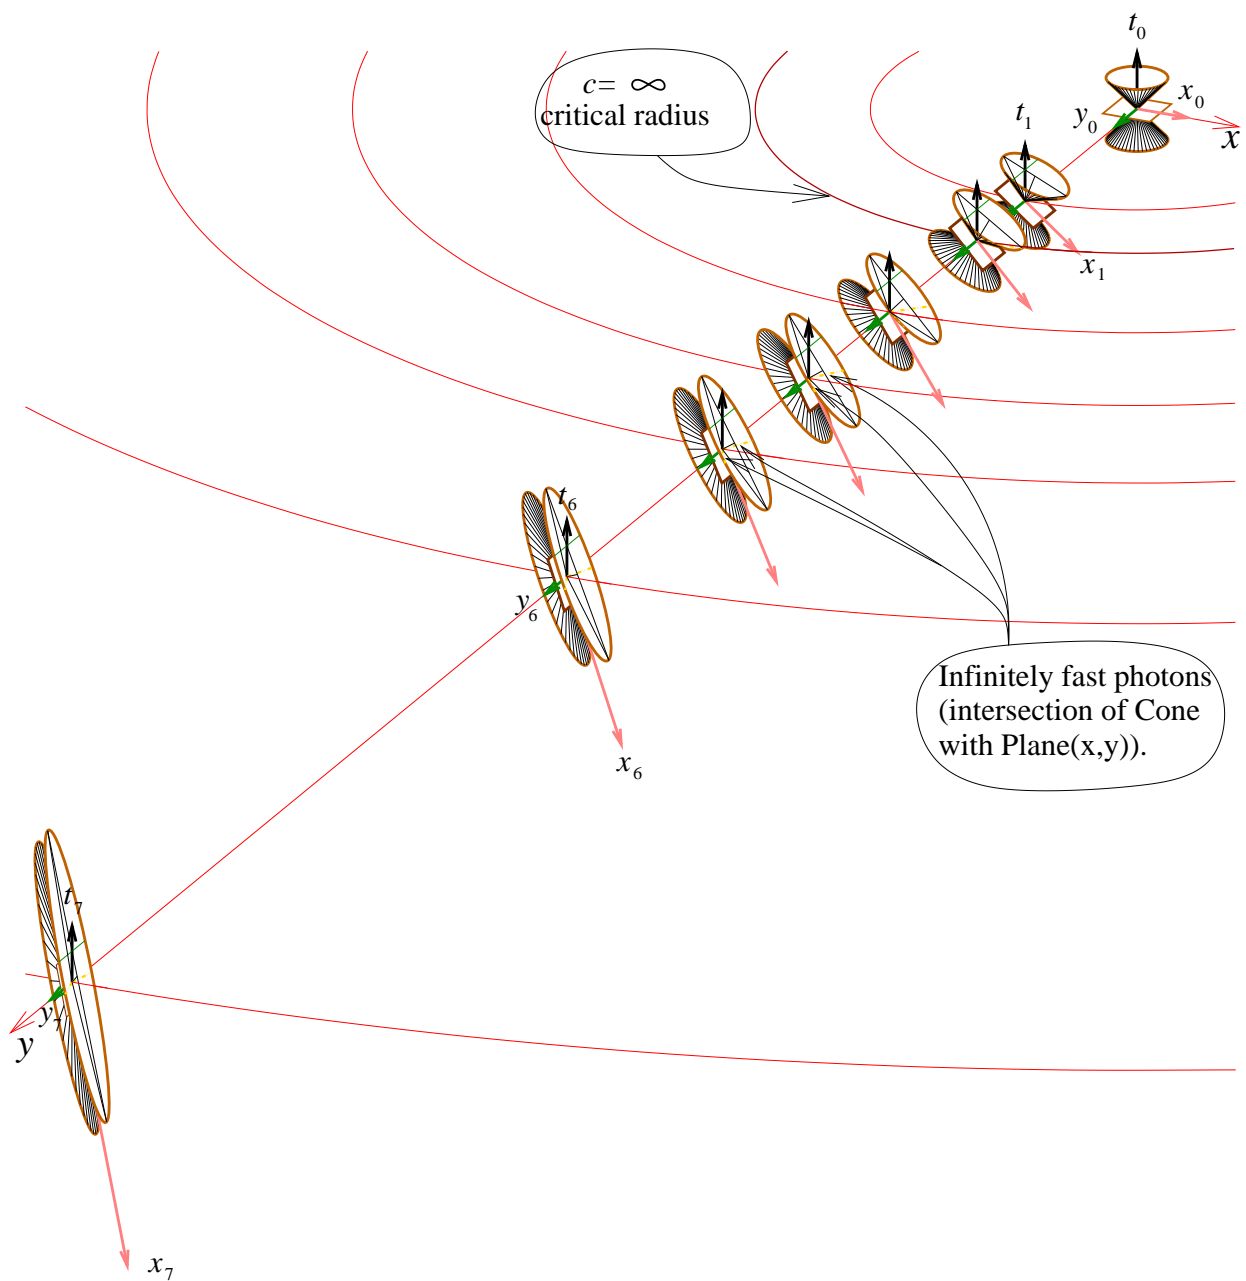 t₀
c= ∞
critical radius
x₀
t₁
y₀
x
x₁
t₆
y₆
Infinitely fast photons
(intersection of Cone
with Plane(x,y)).
x₆
t₇
y₇
y
x₇